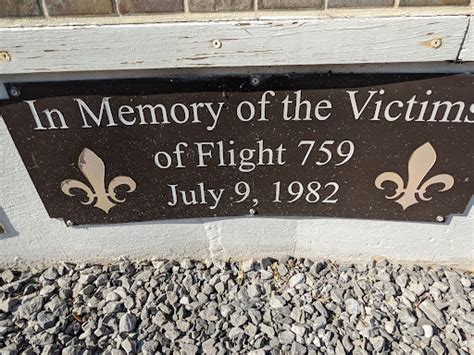 In Memory of the Victims
of Flight 759
July 9, 1982